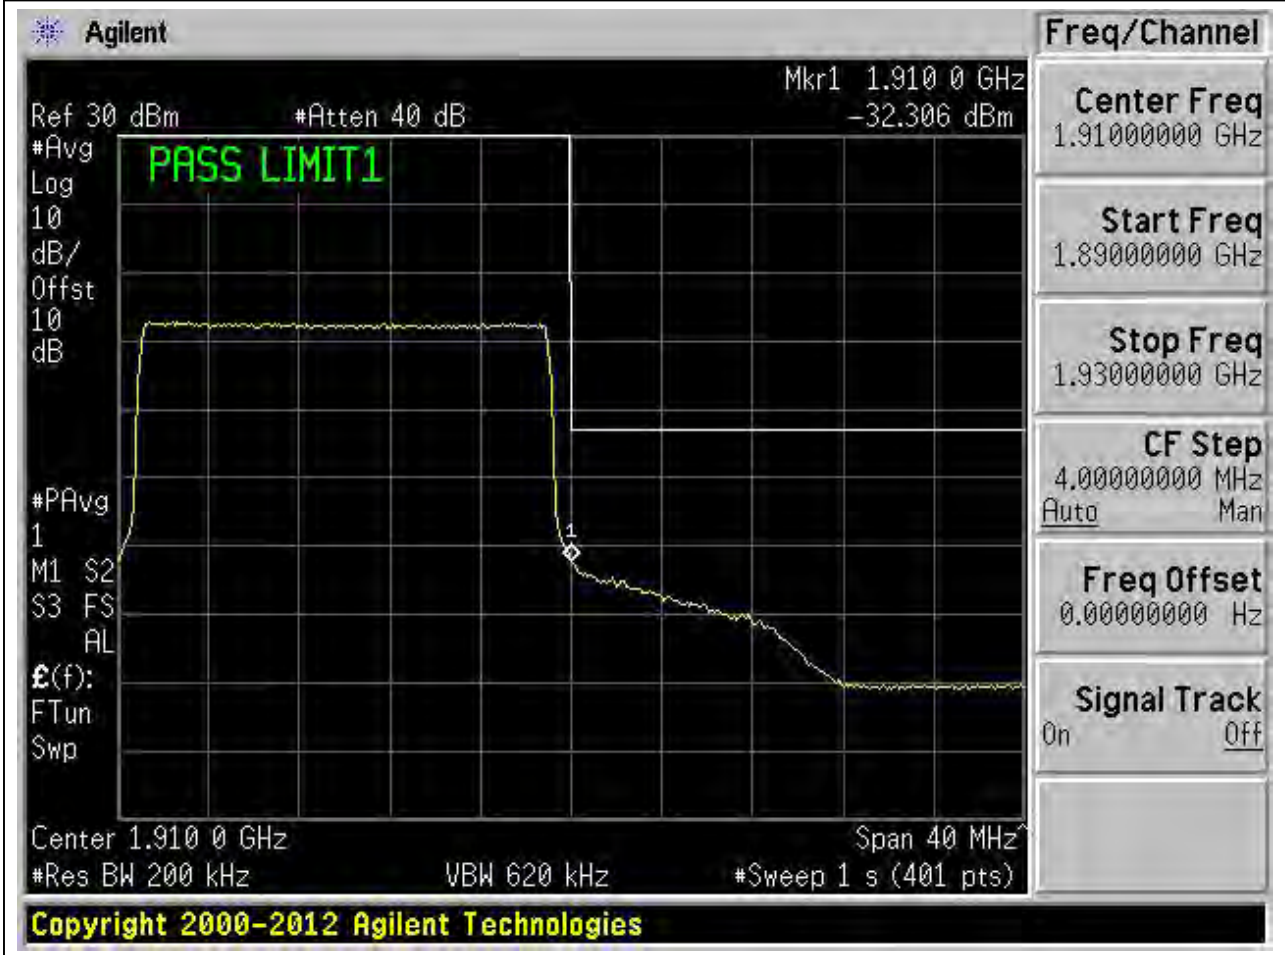 Agilent
Freq/Channel
Mkr1 1.910 0 GHz
Ref 30 dBm #Atten 40 dB -32.306 dBm
#Avg
Log
10
dB/
Offst
10
dB
PASS LIMIT1
#PAvg
1
M1 S2
S3 FS
AL
£(f):
FTun
Swp
1
Center 1.910 0 GHz Span 40 MHz^
#Res BW 200 kHz VBW 620 kHz #Sweep 1 s (401 pts)
Center Freq
1.91000000 GHz
Start Freq
1.89000000 GHz
Stop Freq
1.93000000 GHz
CF Step
4.00000000 MHz
Auto Man
Freq Offset
0.00000000 Hz
Signal Track
On Off
Copyright 2000-2012 Agilent Technologies